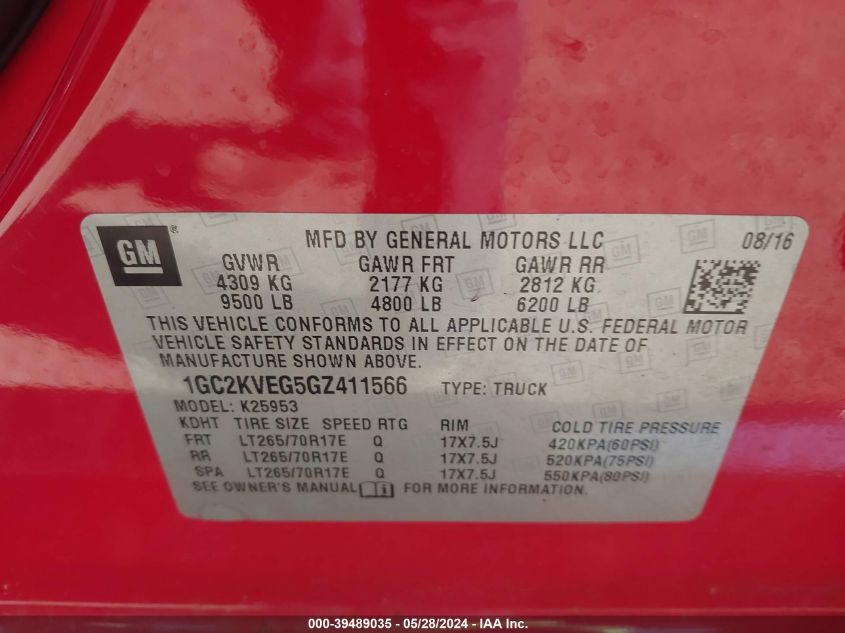 GM
®
MFD BY GENERAL MOTORS LLC
08/16
GVWR GAWR FRT GAWR RR
4309 KG 2177 KG 2812 KG
9500 LB 4800 LB 6200 LB
THIS VEHICLE CONFORMS TO ALL APPLICABLE U.S. FEDERAL MOTOR
VEHICLE SAFETY STANDARDS IN EFFECT ON THE DATE OF
MANUFACTURE SHOWN ABOVE.
1GC2KVEG5GZ411566 TYPE: TRUCK
MODEL: K25953
KDHT TIRE SIZE SPEED RTG RIM COLD TIRE PRESSURE
FRT LT265/70R17E Q 17X7.5J 420KPA(60PSI)
RR LT265/70R17E Q 17X7.5J 520KPA(75PSI)
SPA LT265/70R17E Q 17X7.5J 550KPA(80PSI)
SEE OWNER'S MANUAL FOR MORE INFORMATION.
000-39489035 - 05/28/2024 - IAA Inc.